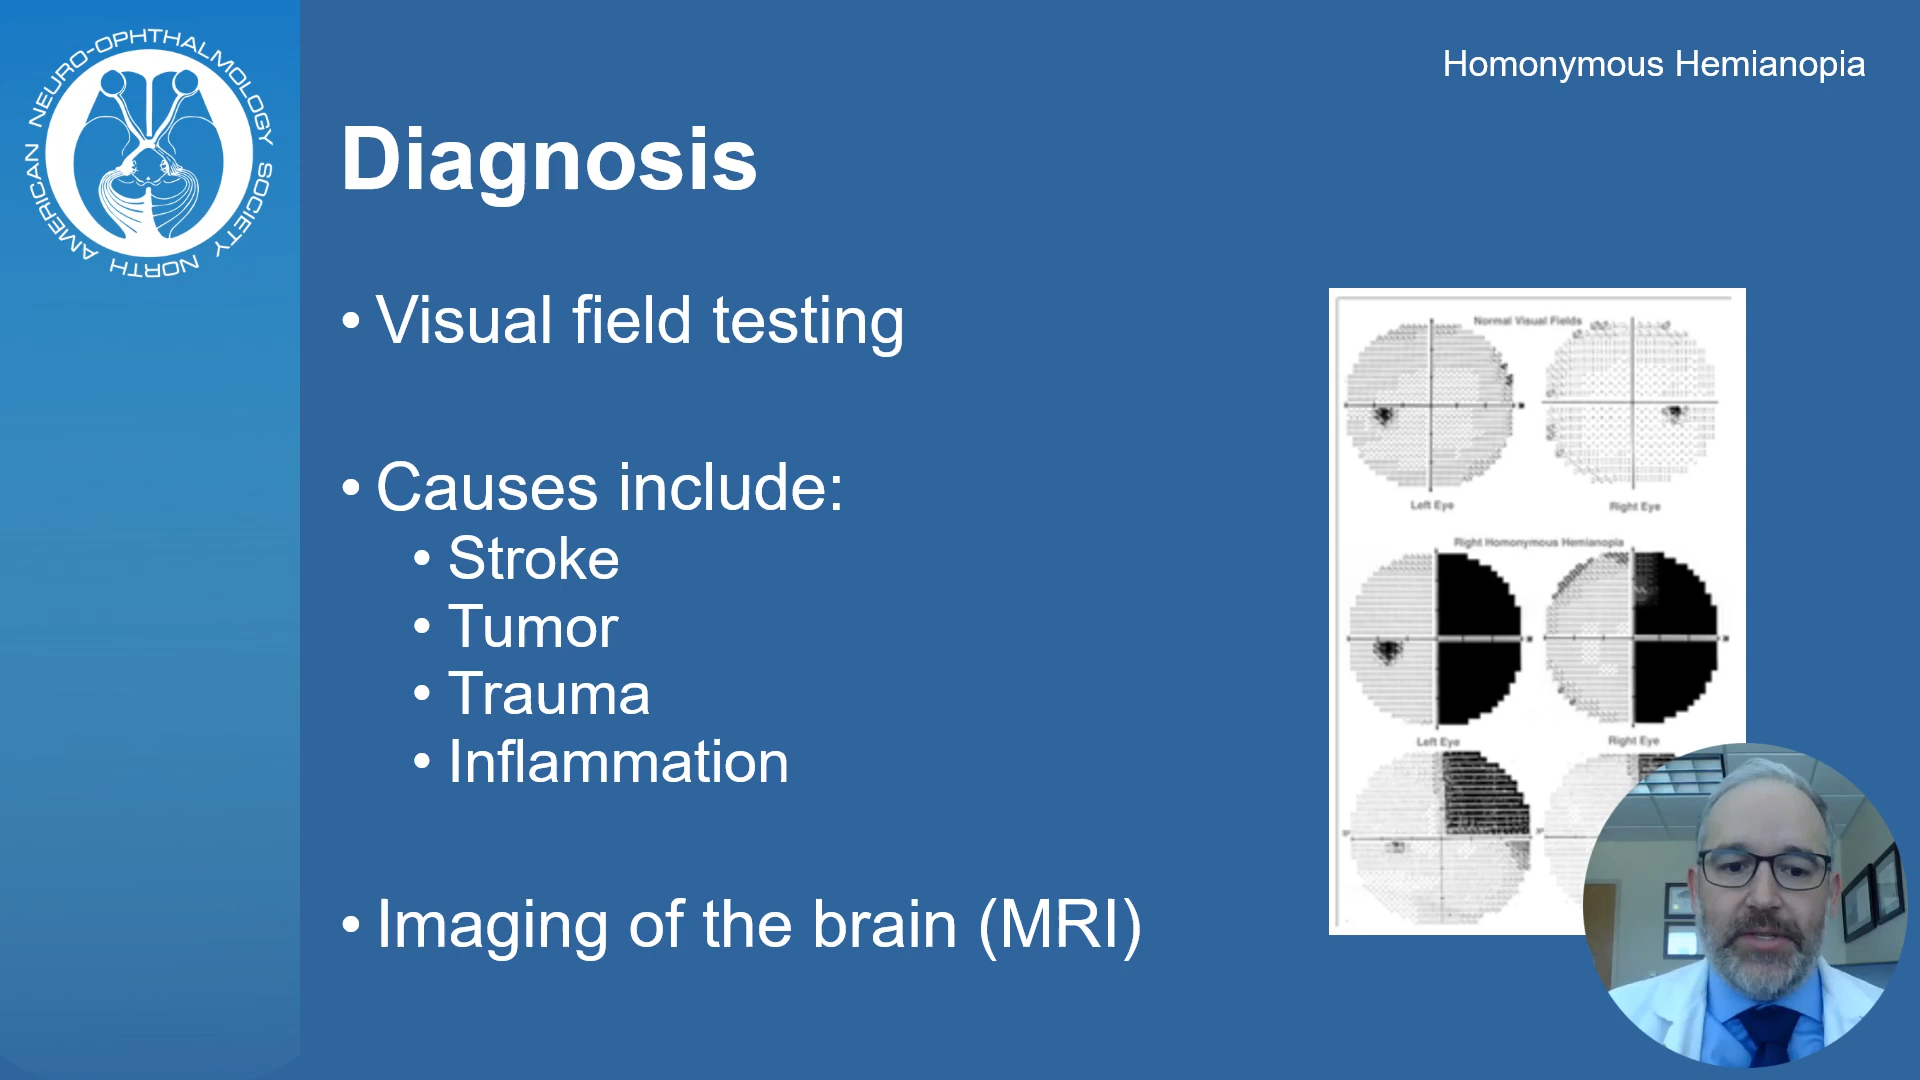 NORTH AMERICAN NEURO-OPHTHALMOLOGY SOCIETY
Homonymous Hemianopia
Diagnosis
• Visual field testing
• Causes include:
• Stroke
• Tumor
• Trauma
• Inflammation
• Imaging of the brain (MRI)
Normal Visual Fields
Left Eye
Right Eye
Right Homonymous Hemianopia
Left Eye
Right Eye